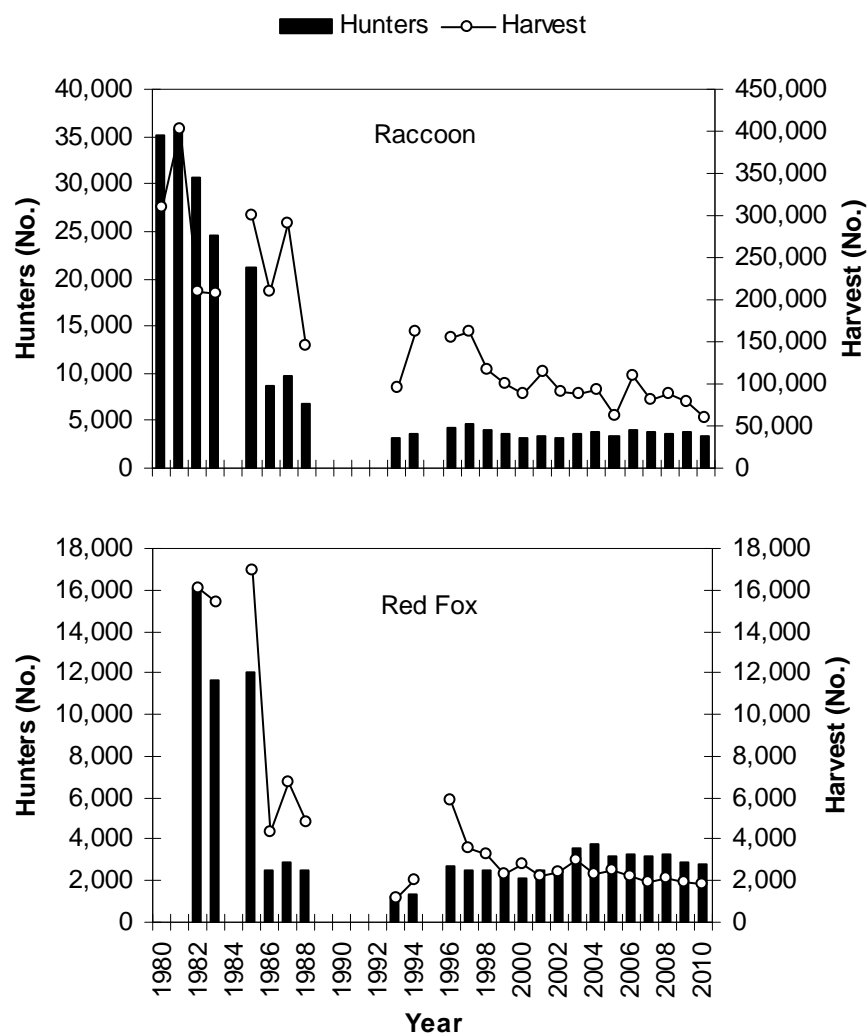 Hunters Harvest
40,000 450,000
35,000 400,000
30,000 350,000
25,000 300,000
20,000 250,000
15,000 200,000
10,000 150,000
5,000 100,000
0 50,000
0
Raccoon
Hunters (No.)
Harvest (No.)
18,000 18,000
16,000 16,000
14,000 14,000
12,000 12,000
10,000 10,000
8,000 8,000
6,000 6,000
4,000 4,000
2,000 2,000
0 0
Red Fox
Hunters (No.)
Harvest (No.)
1980 1982 1984 1986 1988 1990 1992 1993 1994 1996 1998 2000 2002 2004 2006 2008 2010
Year